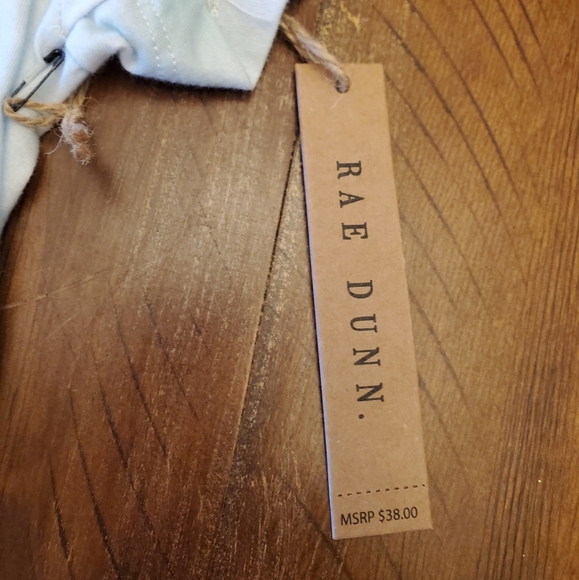 RAE DUNN.
MSRP $38.00